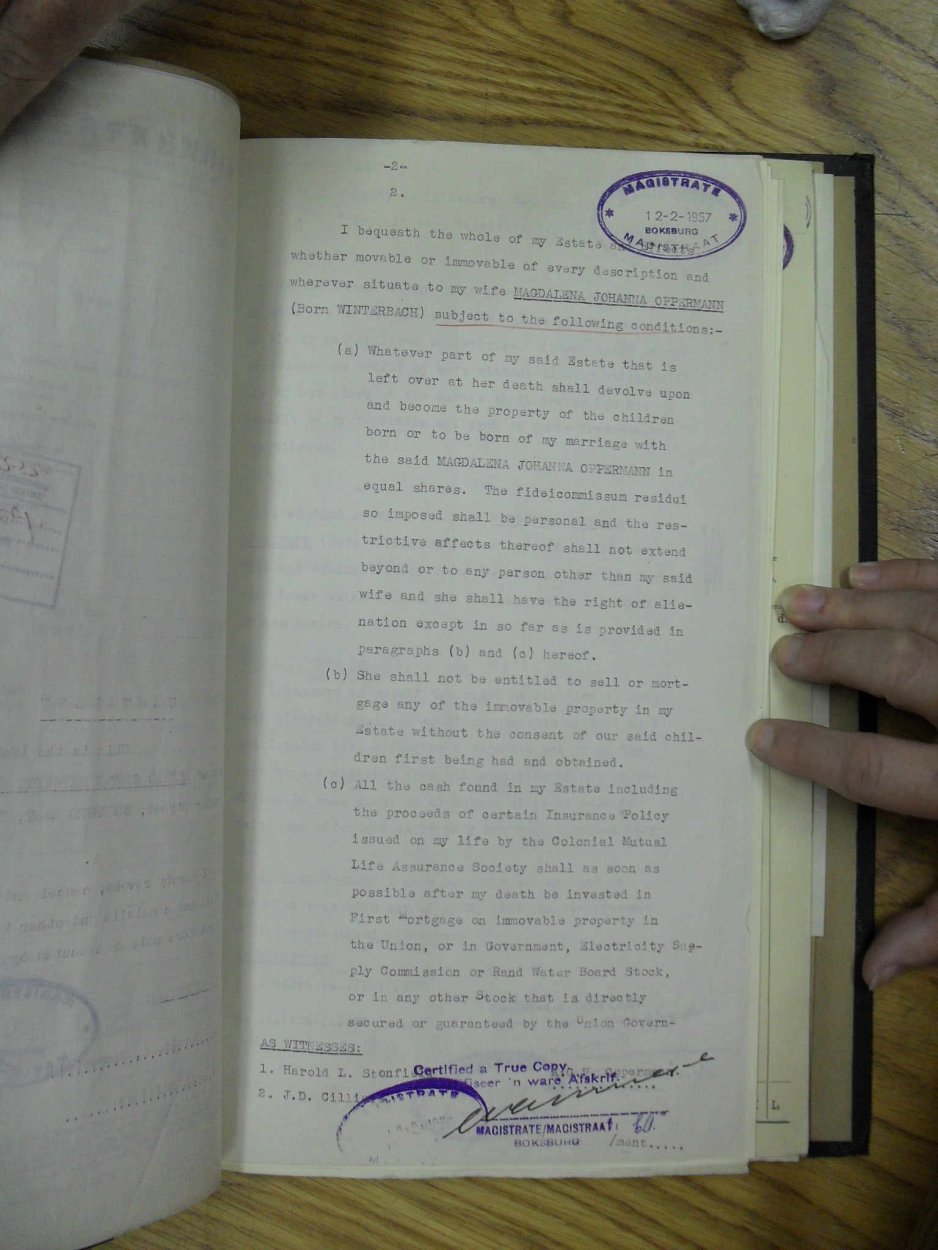 -2-
2.
MAGISTRATE
12-2-1957
BOKSBURG
MAGISTRAAT
I bequeath the whole of my Estate and Effects
whether movable or immovable of every description and
wherever situate to my wife MAGDALENA JOHANNA OPPERMANN
(Born WINTERBACH) subject to the following conditions:-
(a) Whatever part of my said Estate that is
left over at her death shall devolve upon
and become the property of the children
born or to be born of my marriage with
the said MAGDALENA JOHANNA OPPERMANN in
equal shares. The fideicommissum residui
so imposed shall be personal and the res-
trictive affects thereof shall not extend
beyond or to any person other than my said
wife and she shall have the right of alie-
nation except in so far as is provided in
paragraphs (b) and (c) hereof.
(b) She shall not be entitled to sell or mort-
gage any of the immovable property in my
Estate without the consent of our said chil-
dren first being had and obtained.
(c) All the cash found in my Estate including
the proceeds of certain Insurance Policy
issued on my life by the Colonial Mutual
Life Assurance Society shall as soon as
possible after my death be invested in
First Mortgage on immovable property in
the Union, or in Government, Electricity Sup-
ply Commission or Rand Water Board Stock,
or in any other Stock that is directly
secured or guaranteed by the Union Govern-
AS WITNESSES:
1. Harold L.
2. J.D.
Certified a True Copy
'n ware Afskrif
MAGISTRATE/MAGISTRAAT
BOKSBURG
/ment.....